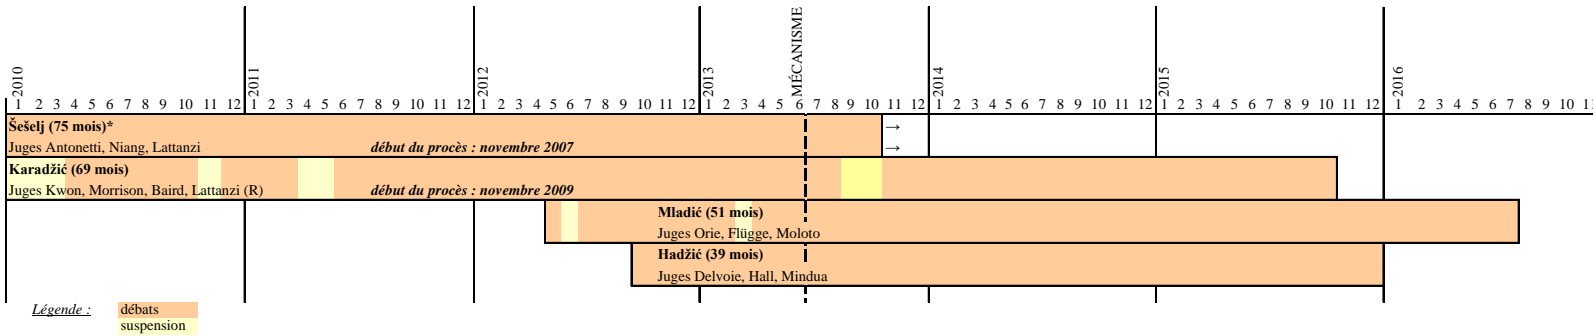 2010 2011 2012 2013 MÉCANISME 2014 2015 2016
1 2 3 4 5 6 7 8 9 10 11 12 1 2 3 4 5 6 7 8 9 10 11 12 1 2 3 4 5 6 7 8 9 10 11 12 1 2 3 4 5 6 7 8 9 10 11 12 1 2 3 4 5 6 7 8 9 10 11 12 1 2 3 4 5 6 7 8 9 10 11 12 1 2 3 4 5 6 7 8 9 10
Šešelj (75 mois)* →
Juges Antonetti, Niang, Lattanzi début du procès : novembre 2007 →
Karadžić (69 mois)
Juges Kwon, Morrison, Baird, Lattanzi (R) début du procès : novembre 2009
Mladić (51 mois)
Juges Orie, Flügge, Moloto
Hadžić (39 mois)
Juges Delvoie, Hall, Mindua
Légende : débats
suspension